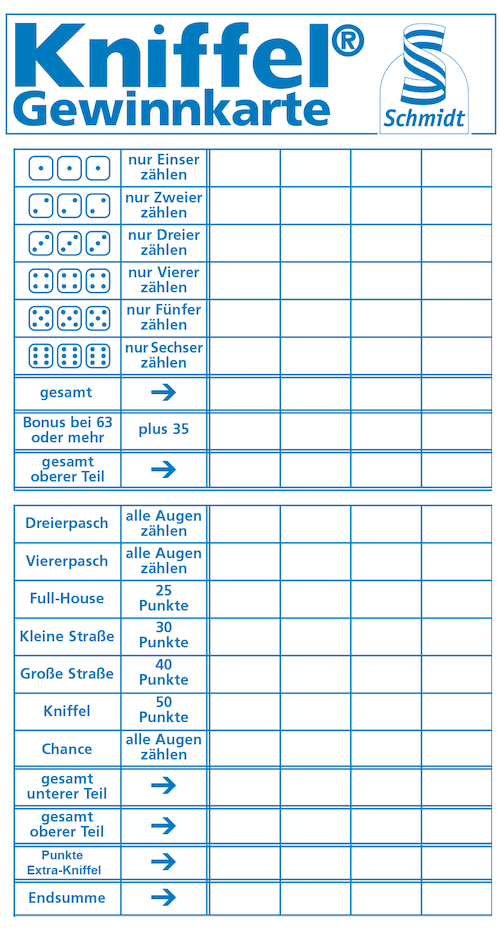 Kniffel®
Gewinnkarte
Schmidt
nur Einser
zählen
nur Zweier
zählen
nur Dreier
zählen
nur Vierer
zählen
nur Fünfer
zählen
nur Sechser
zählen
gesamt
Bonus bei 63
oder mehr
plus 35
gesamt
oberer Teil
Dreierpasch
alle Augen
zählen
Viererpasch
alle Augen
zählen
Full-House
25
Punkte
Kleine Straße
30
Punkte
Große Straße
40
Punkte
Kniffel
50
Punkte
Chance
alle Augen
zählen
gesamt
unterer Teil
gesamt
oberer Teil
Punkte
Extra-Kniffel
Endsumme